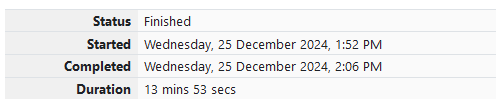 Status Finished
Started Wednesday, 25 December 2024, 1:52 PM
Completed Wednesday, 25 December 2024, 2:06 PM
Duration 13 mins 53 secs